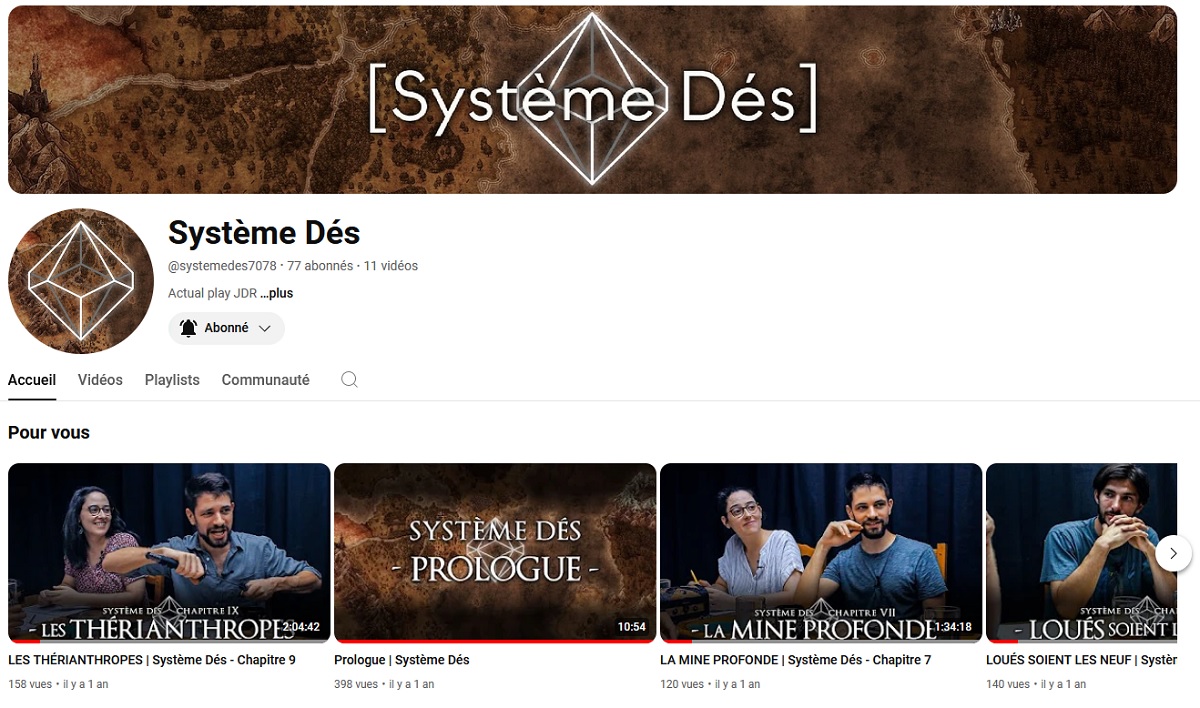 [Système Dés]
Système Dés
@systemedes7078 · 77 abonnés · 11 vidéos
Actual play JDR ...plus
Abonné
Accueil Vidéos Playlists Communauté
Pour vous
SYSTÈME DÉS CHAPITRE IX
- LES THÉRIANTHROPES
2:04:42
LES THÉRIANTHROPES | Système Dés - Chapitre 9
158 vues • il y a 1 an
SYSTÈME DÉS
- PROLOGUE -
10:54
Prologue | Système Dés
398 vues • il y a 1 an
SYSTÈME DÉS CHAPITRE VII
- LA MINE PROFONDE
1:34:18
LA MINE PROFONDE | Système Dés - Chapitre 7
120 vues • il y a 1 an
SYSTÈME DÉS CHA
- LOUÉS SOIENT L
LOUÉS SOIENT LES NEUF | Systèr
140 vues • il y a 1 an